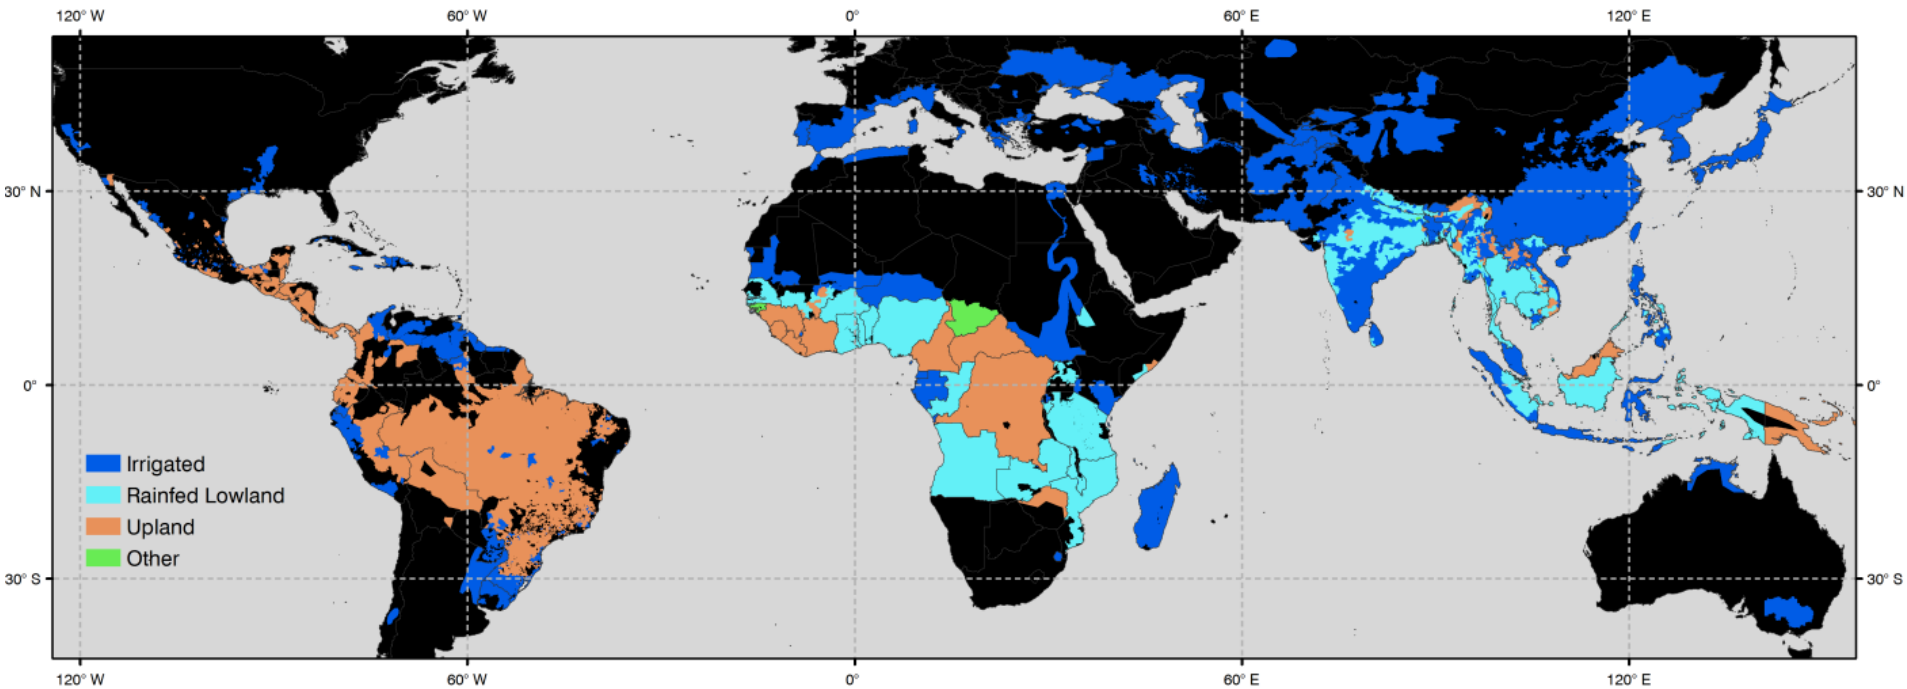 120° W 60° W 0° 60° E 120° E
30° N 30° N
0° 0°
Irrigated
Rainfed Lowland
Upland
Other
30° S 30° S
120° W 60° W 0° 60° E 120° E